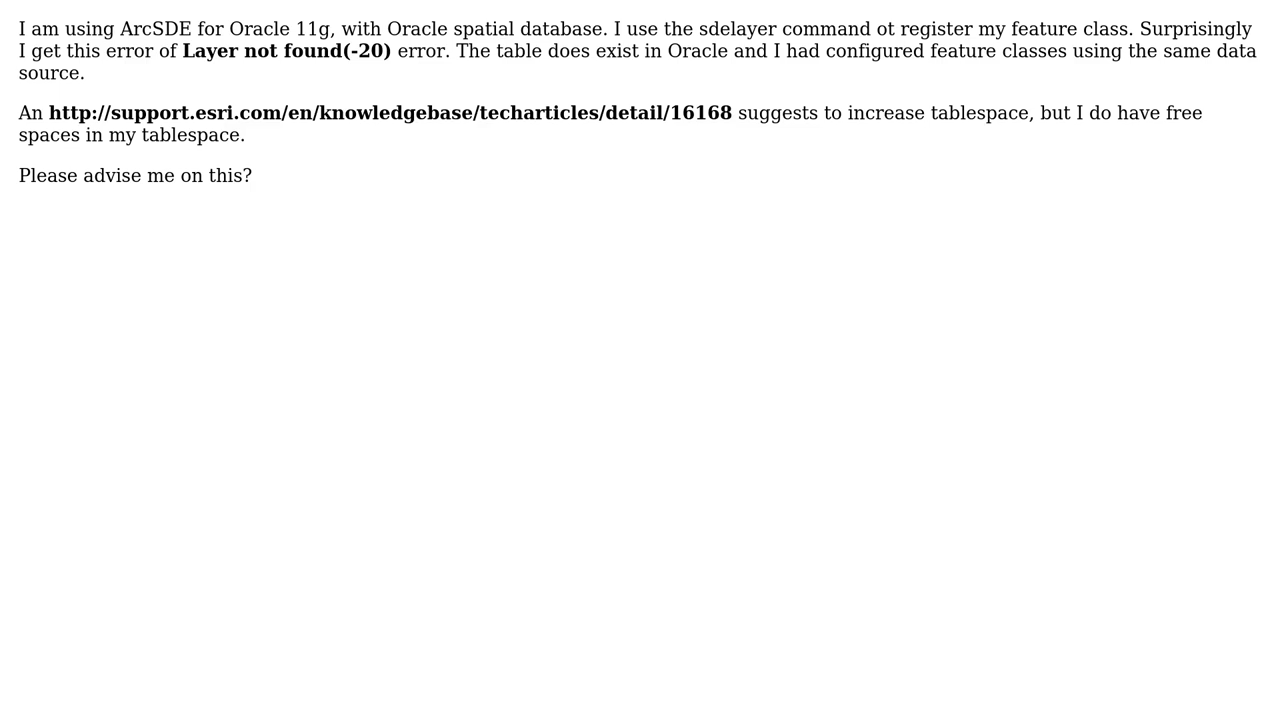 I am using ArcSDE for Oracle 11g, with Oracle spatial database. I use the sdelayer command ot register my feature class. Surprisingly
I get this error of Layer not found(-20) error. The table does exist in Oracle and I had configured feature classes using the same data
source.
An http://support.esri.com/en/knowledgebase/techarticles/detail/16168 suggests to increase tablespace, but I do have free
spaces in my tablespace.
Please advise me on this?